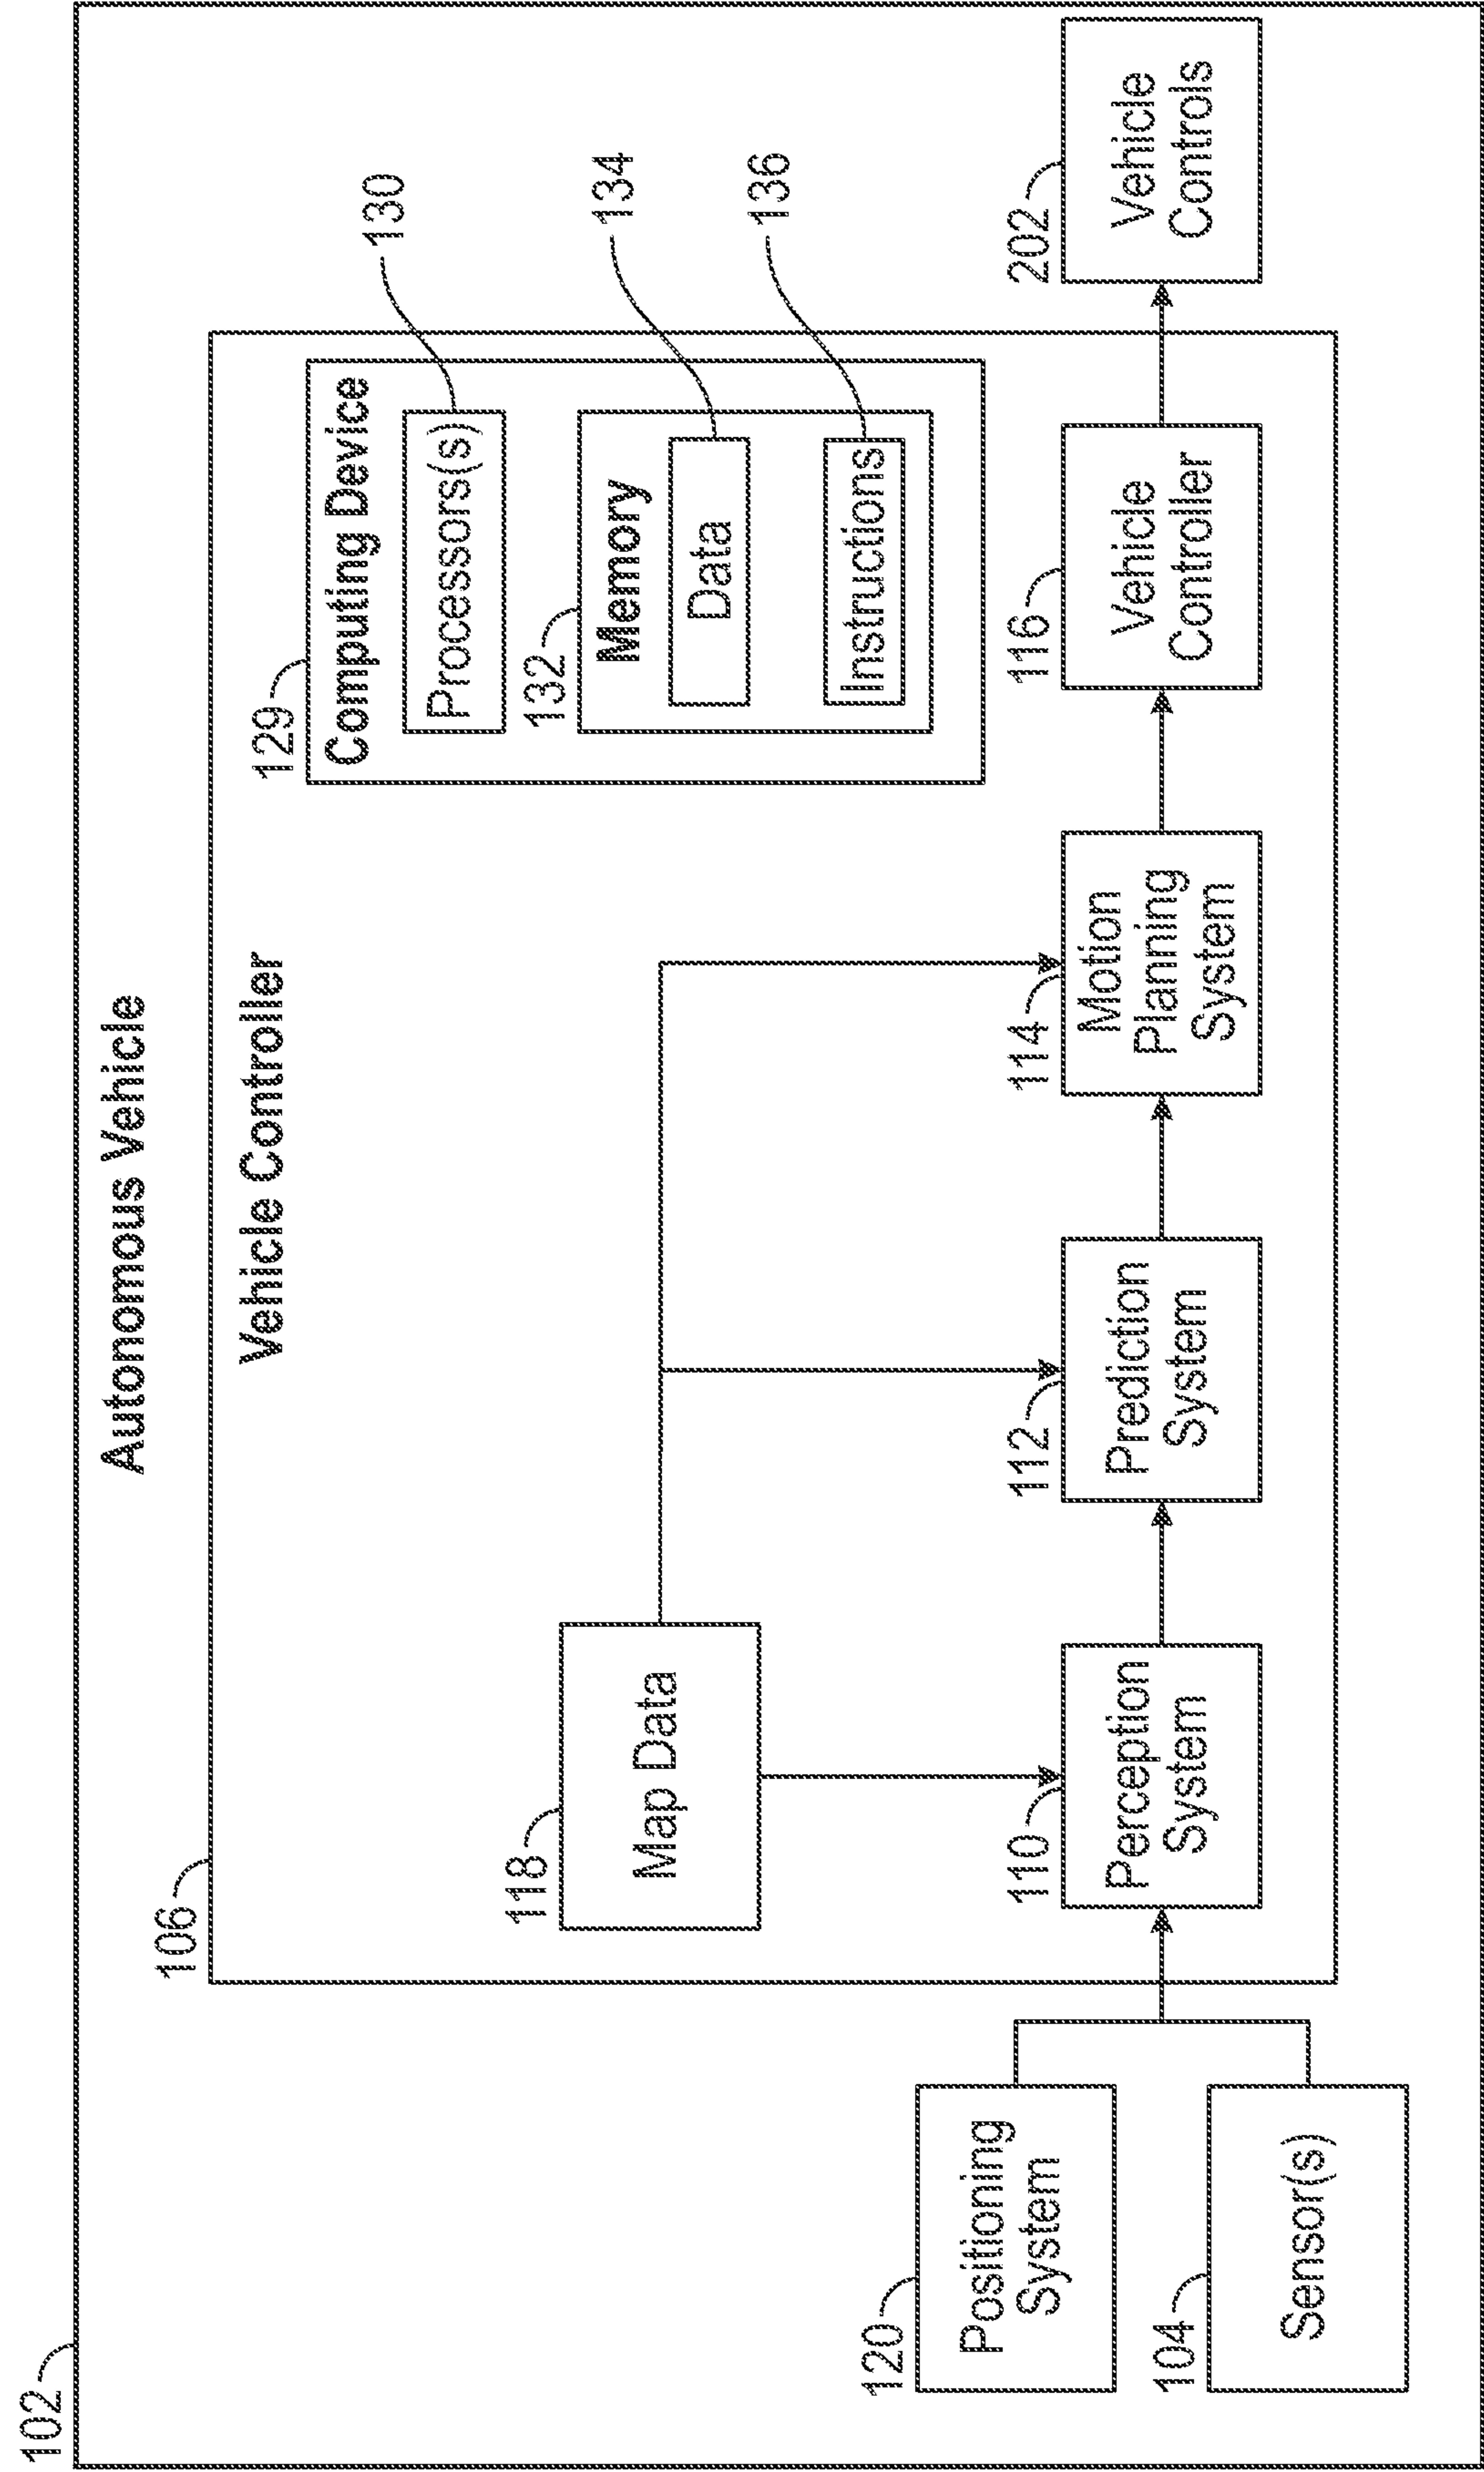 102
Autonomous Vehicle
106
Vehicle Controller
129
Computing Device
130
Processors(s)
132
Memory
134
Data
136
Instructions
118
Map Data
120
Positioning
System
104
Sensor(s)
110
Perception
System
112
Prediction
System
114
Motion
Planning
System
116
Vehicle
Controller
202
Vehicle
Controls